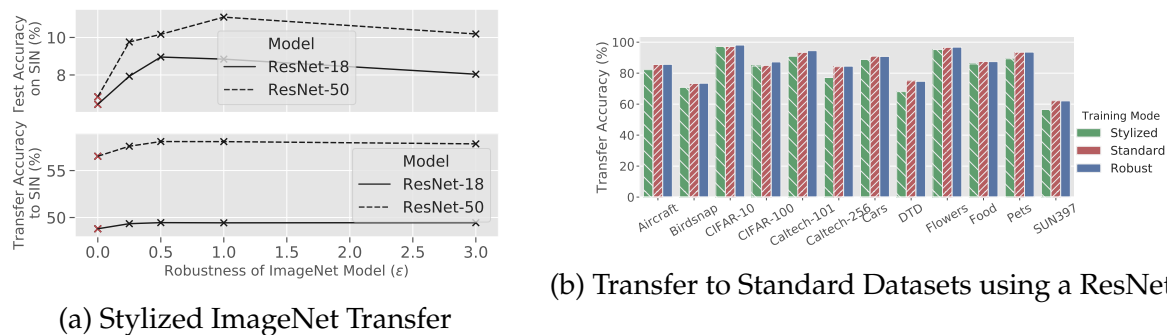 Test Accuracy
on SIN (%)
10
8
Model
ResNet-18
ResNet-50
Transfer Accuracy
to SIN (%)
55
50
Model
ResNet-18
ResNet-50
0.0 0.5 1.0 1.5 2.0 2.5 3.0
Robustness of ImageNet Model (ε)
(a) Stylized ImageNet Transfer
Transfer Accuracy (%)
100
80
60
40
20
0
Aircraft
Birdsnap
CIFAR-10
CIFAR-100
Caltech-101
Caltech-256
Cars
DTD
Flowers
Food
Pets
SUN397
Training Mode
Stylized
Standard
Robust
(b) Transfer to Standard Datasets using a ResNet